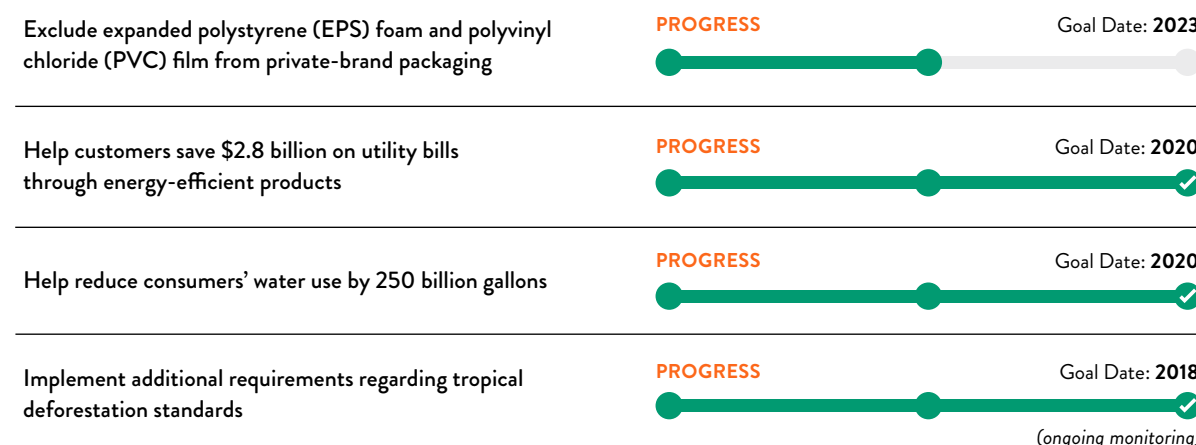 Exclude expanded polystyrene (EPS) foam and polyvinyl
chloride (PVC) film from private-brand packaging
PROGRESS
Goal Date: 2023
Help customers save $2.8 billion on utility bills
through energy-efficient products
PROGRESS
Goal Date: 2020
Help reduce consumers’ water use by 250 billion gallons
PROGRESS
Goal Date: 2020
Implement additional requirements regarding tropical
deforestation standards
PROGRESS
Goal Date: 2018
(ongoing monitoring)